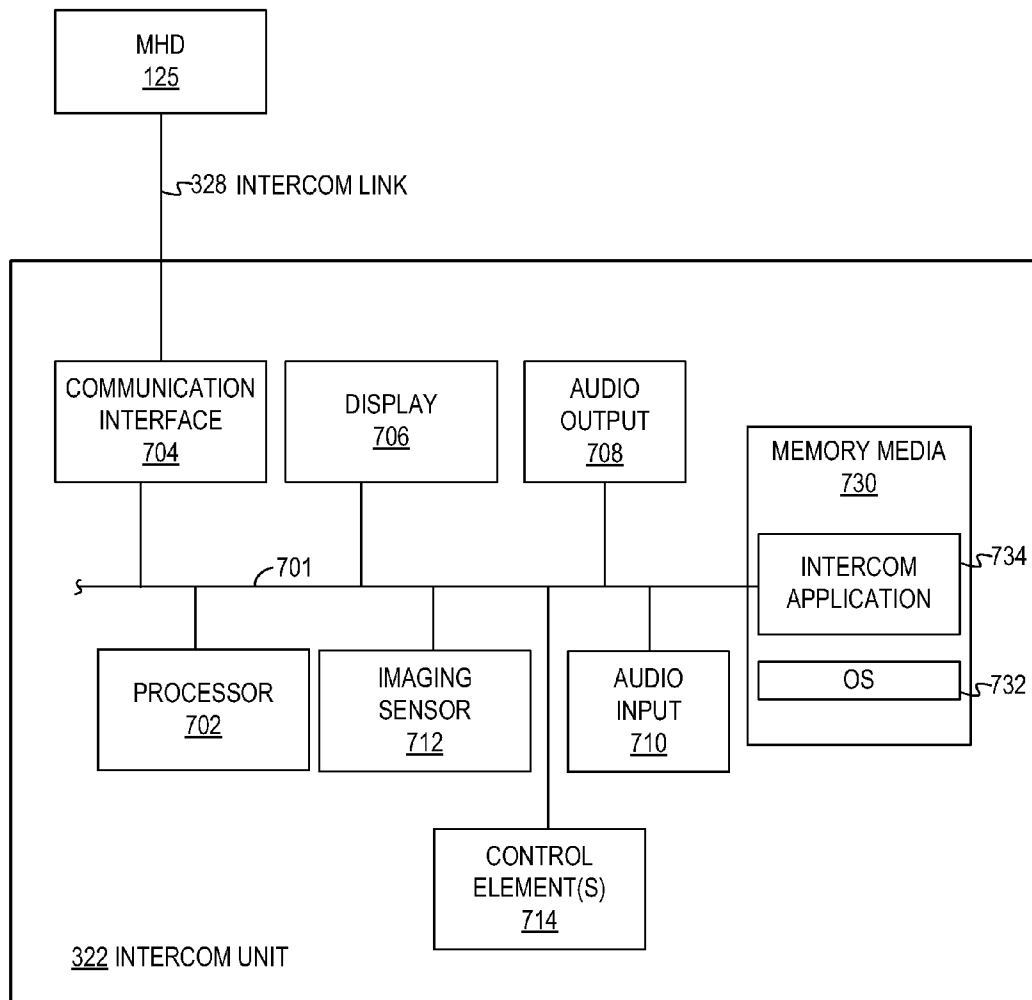 MHD
125
328 INTERCOM LINK
COMMUNICATION
INTERFACE
704
DISPLAY
706
AUDIO
OUTPUT
708
MEMORY MEDIA
730
INTERCOM
APPLICATION
734
OS
732
701
PROCESSOR
702
IMAGING
SENSOR
712
AUDIO
INPUT
710
CONTROL
ELEMENT(S)
714
322 INTERCOM UNIT